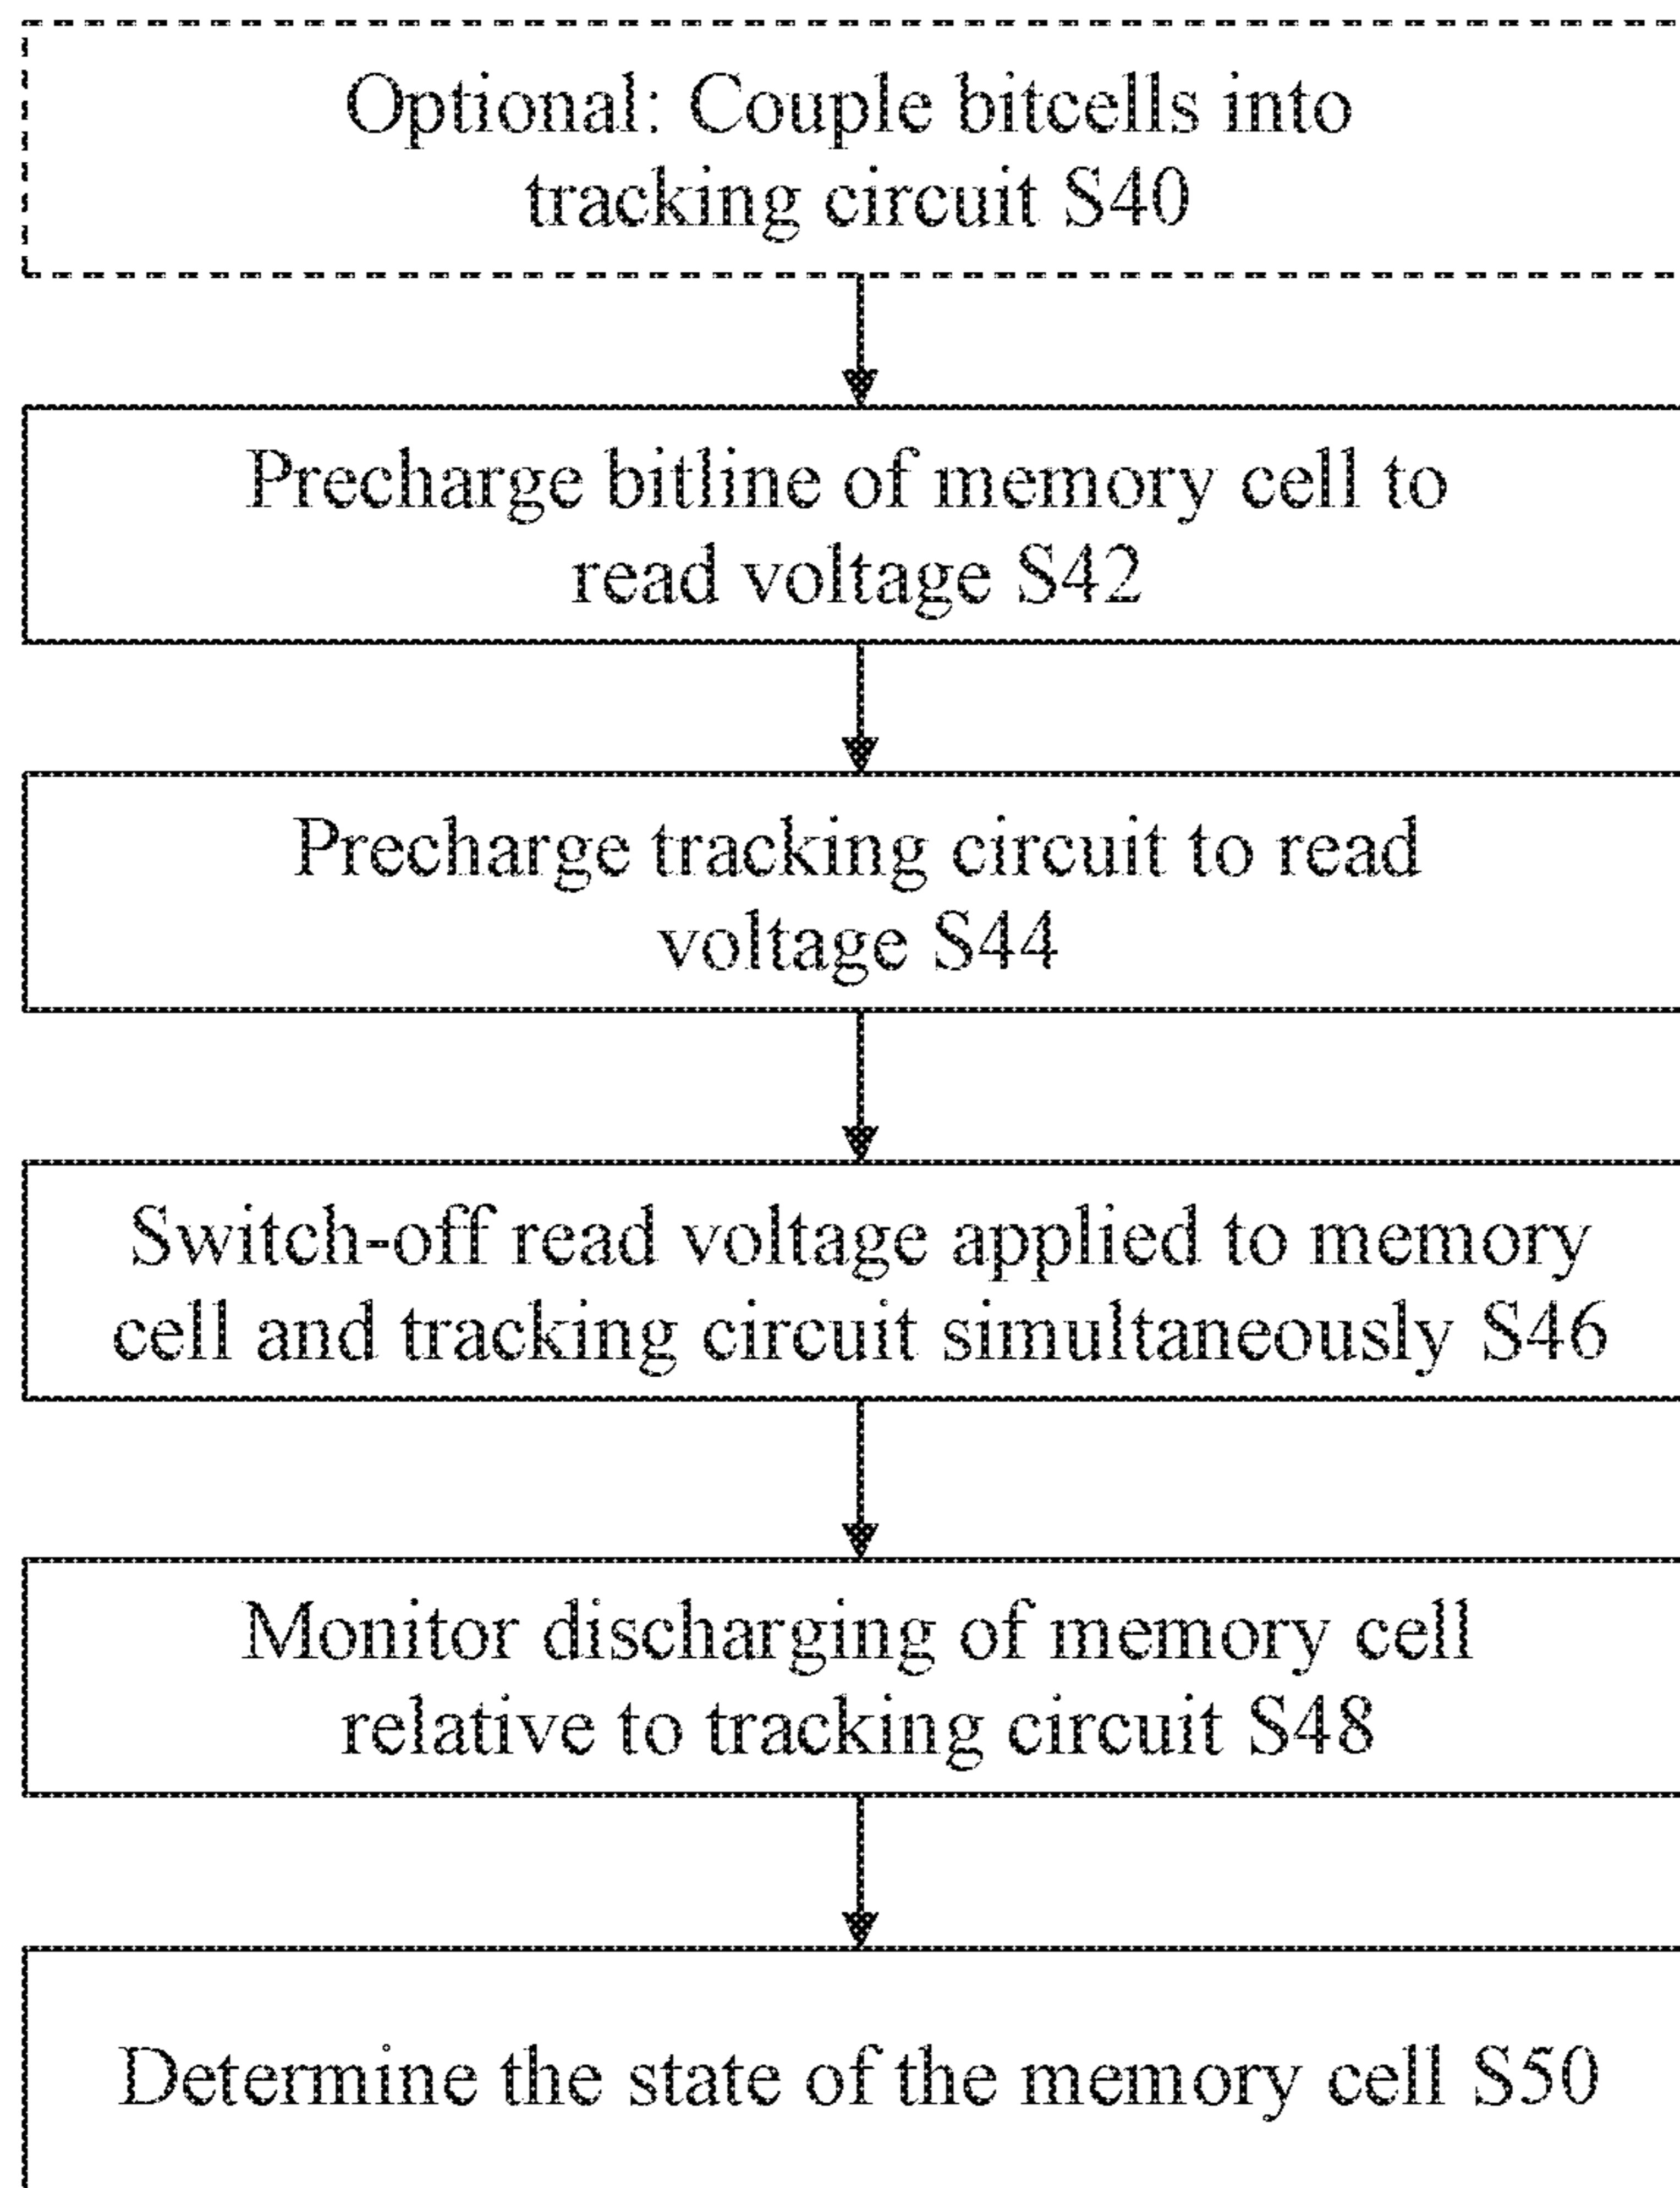 Optional: Couple bitcells into
tracking circuit S40
Precharge bitline of memory cell to
read voltage S42
Precharge tracking circuit to read
voltage S44
Switch-off read voltage applied to memory
cell and tracking circuit simultaneously S46
Monitor discharging of memory cell
relative to tracking circuit S48
Determine the state of the memory cell S50